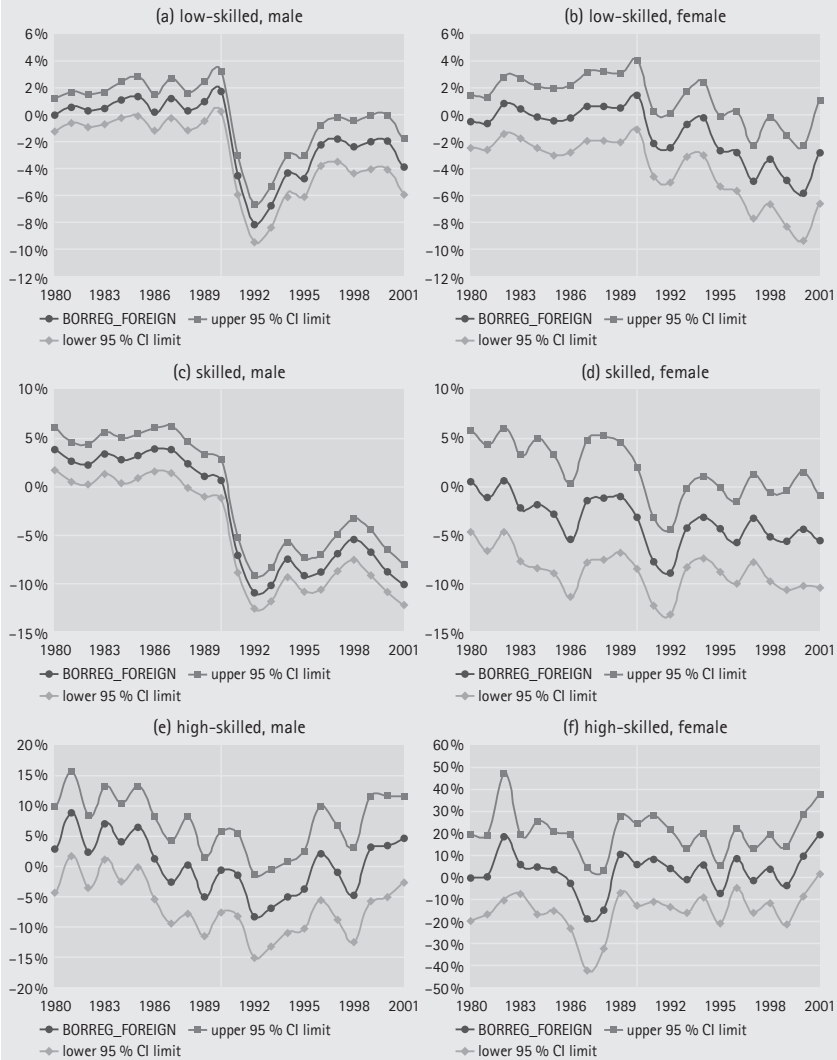 (a) low-skilled, male
6 %
4 %
2 %
0 %
−2 %
−4 %
−6 %
−8 %
−10 %
−12 %
1980 1983 1986 1989 1992 1995 1998 2001
BORREG_FOREIGN upper 95 % CI limit
lower 95 % CI limit
(b) low-skilled, female
6 %
4 %
2 %
0 %
−2 %
−4 %
−6 %
−8 %
−10 %
−12 %
1980 1983 1986 1989 1992 1995 1998 2001
BORREG_FOREIGN upper 95 % CI limit
lower 95 % CI limit
(c) skilled, male
10 %
5 %
0 %
−5 %
−10 %
−15 %
1980 1983 1986 1989 1992 1995 1998 2001
BORREG_FOREIGN upper 95 % CI limit
lower 95 % CI limit
(d) skilled, female
10 %
5 %
0 %
−5 %
−10 %
−15 %
1980 1983 1986 1989 1992 1995 1998 2001
BORREG_FOREIGN upper 95 % CI limit
lower 95 % CI limit
(e) high-skilled, male
20 %
15 %
10 %
5 %
0 %
−5 %
−10 %
−15 %
−20 %
1980 1983 1986 1989 1992 1995 1998 2001
BORREG_FOREIGN upper 95 % CI limit
lower 95 % CI limit
(f) high-skilled, female
60 %
50 %
40 %
30 %
20 %
10 %
0 %
−10 %
−20 %
−30 %
−40 %
−50 %
1980 1983 1986 1989 1992 1995 1998 2001
BORREG_FOREIGN upper 95 % CI limit
lower 95 % CI limit